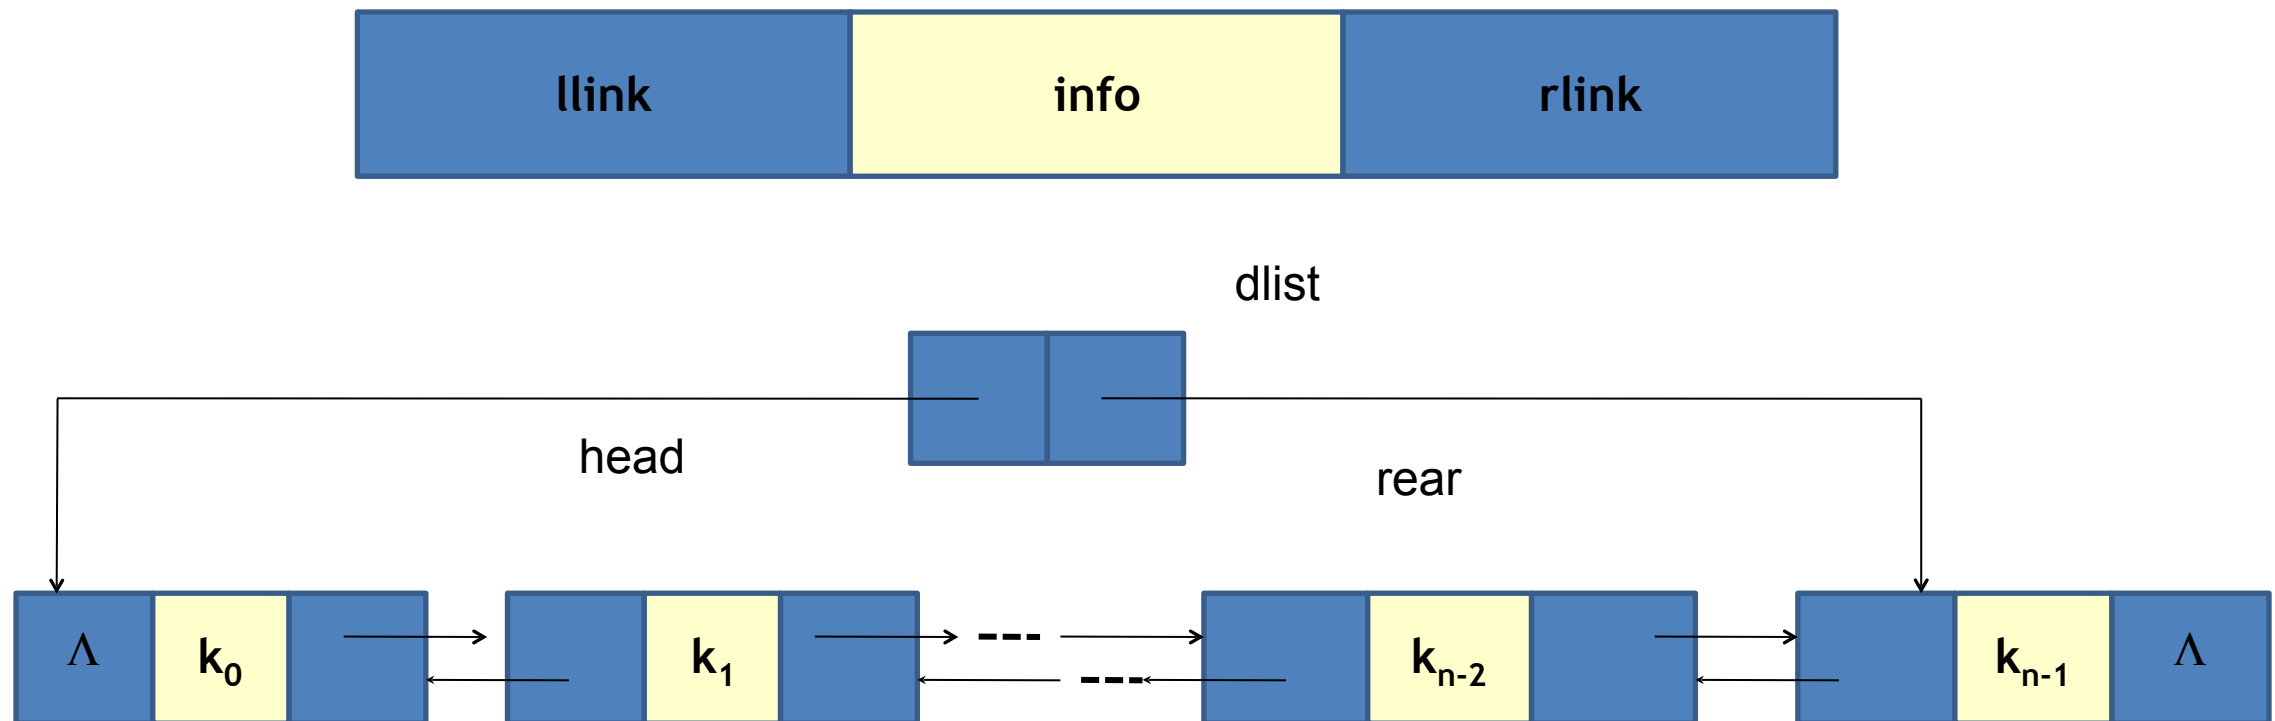 llink info rlink
dlist
head
rear
Λ k₀ k₁ --- kₙ₋₂ kₙ₋₁ Λ
---